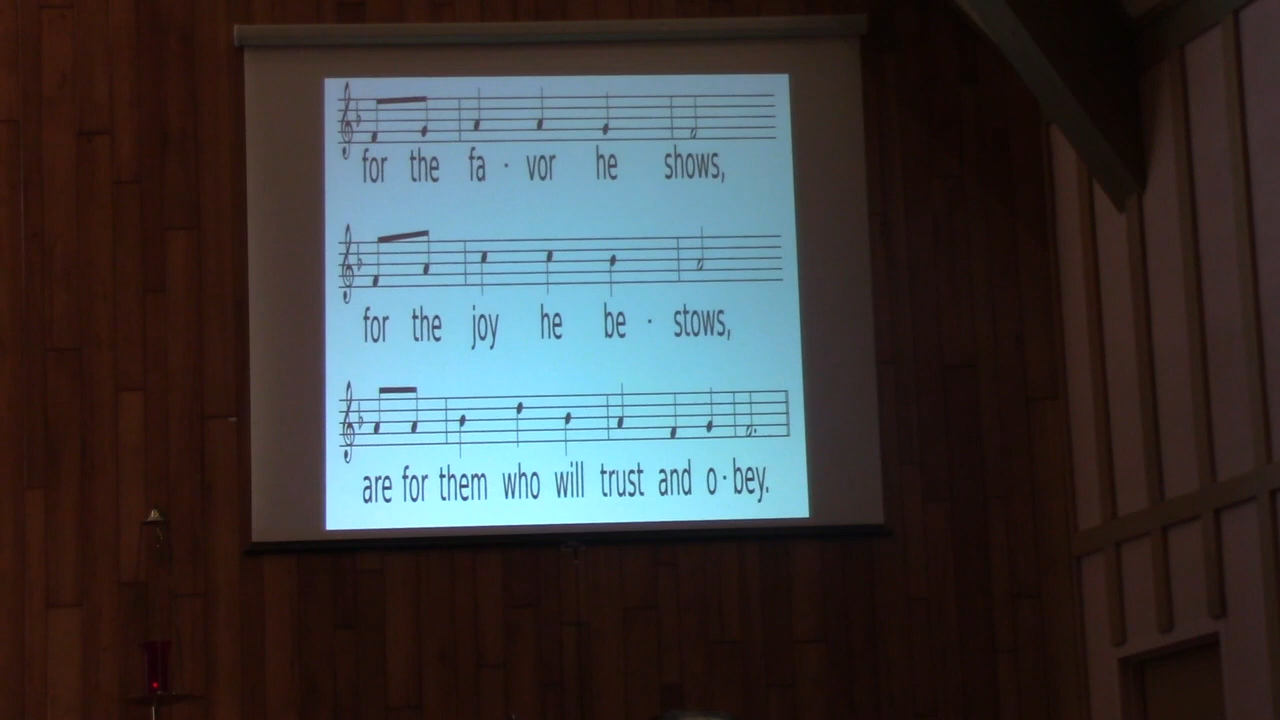 for the fa · vor he shows,
for the joy he be · stows,
are for them who will trust and o · bey.